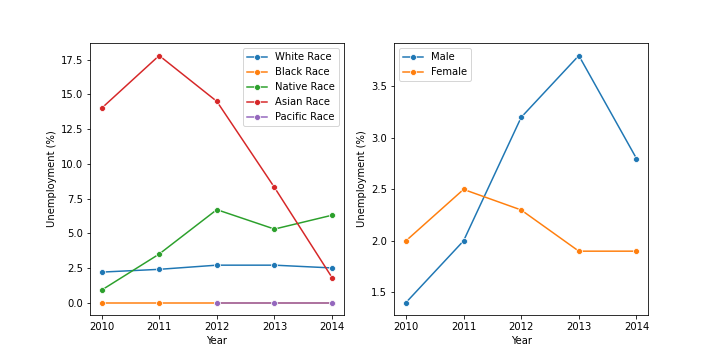 Unemployment (%)
17.5
15.0
12.5
10.0
7.5
5.0
2.5
0.0
2010 2011 2012 2013 2014
Year
White Race
Black Race
Native Race
Asian Race
Pacific Race
Unemployment (%)
3.5
3.0
2.5
2.0
1.5
2010 2011 2012 2013 2014
Year
Male
Female